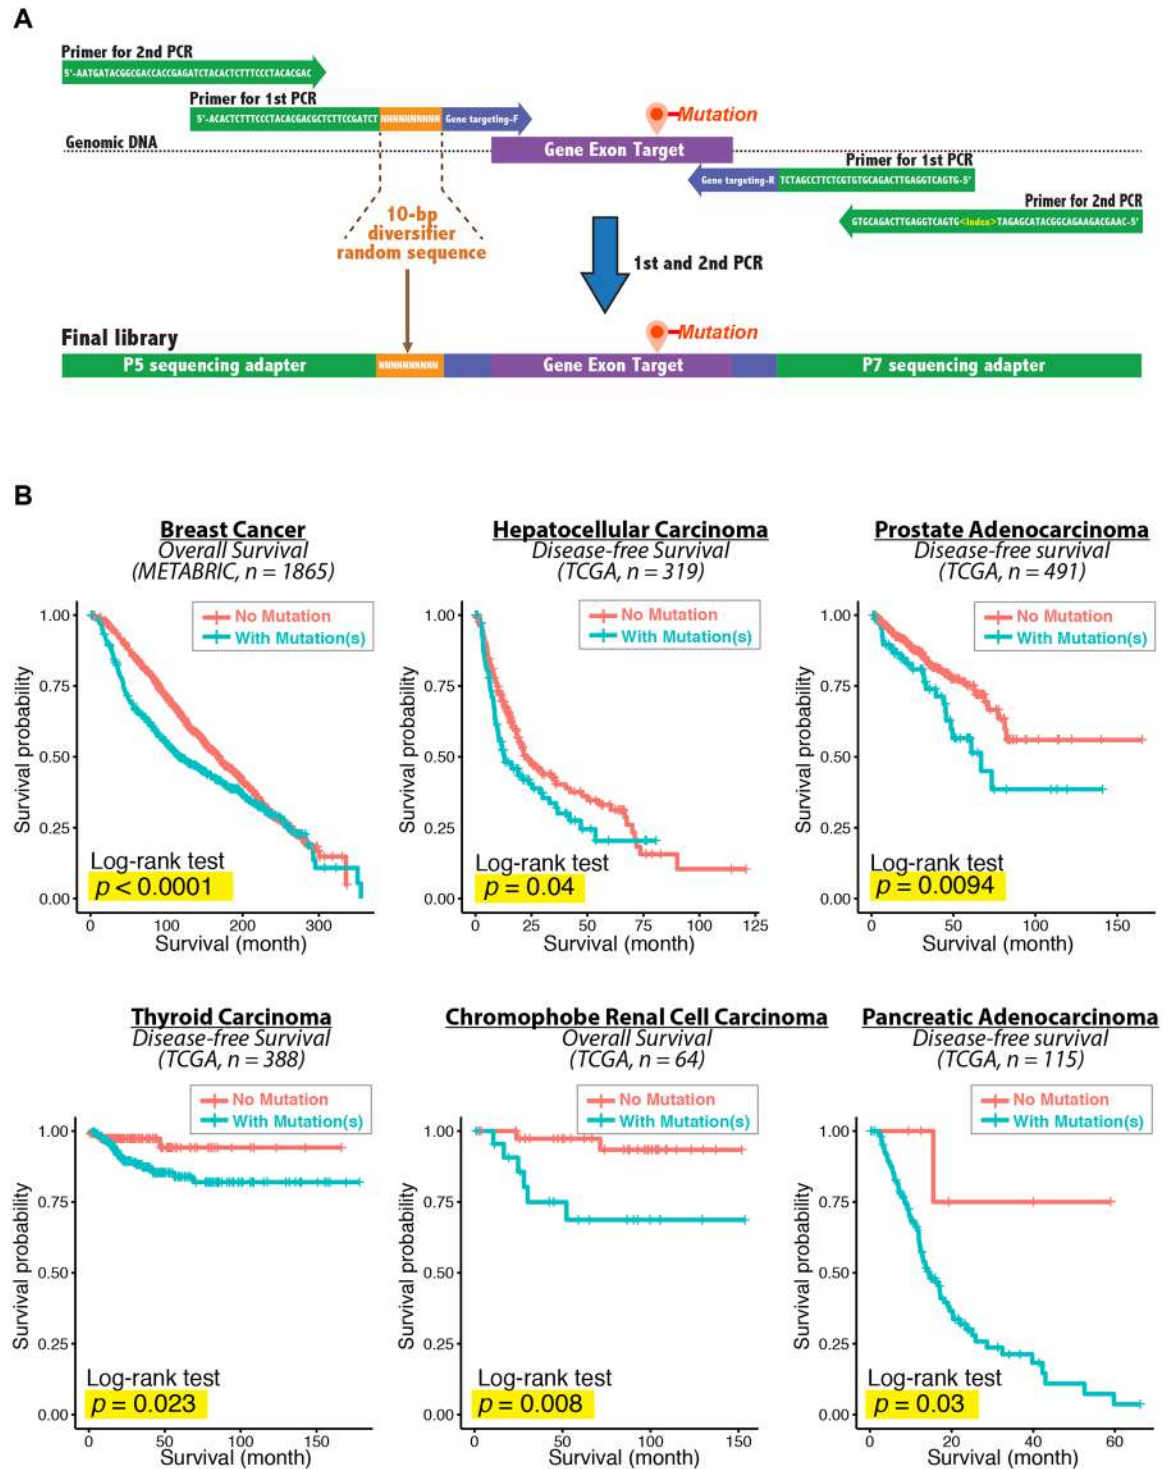 A
Primer for 2nd PCR
5'-AATGATACGGCGACCACCGAGATCTACACTCTTTCCCTACACGAC
Primer for 1st PCR
5'-ACACTCTTTCCCTACACGACGCTCTTCCGATCT NNNNNNNNNN Gene targeting-F
Mutation
Genomic DNA
Gene Exon Target
Primer for 1st PCR
Gene targeting-R TCTAGCCTTCTCGTGTGCAGACTTGAGGTCAGTG-5'
Primer for 2nd PCR
GTGCAGACTTGAGGTCAGTG<Index>TAGAGCATACGGCAGAAGACGAAC-5'
10-bp
diversifier
random sequence
1st and 2nd PCR
Final library
Mutation
P5 sequencing adapter NNNNNNNNNN Gene Exon Target P7 sequencing adapter
B
Breast Cancer
Overall Survival
(METABRIC, n = 1865)
No Mutation
With Mutation(s)
Survival probability
1.00
0.75
0.50
0.25
0.00
Log-rank test
p < 0.0001
0 100 200 300
Survival (month)
Hepatocellular Carcinoma
Disease-free Survival
(TCGA, n = 319)
No Mutation
With Mutation(s)
Survival probability
1.00
0.75
0.50
0.25
0.00
Log-rank test
p = 0.04
0 25 50 75 100 125
Survival (month)
Prostate Adenocarcinoma
Disease-free survival
(TCGA, n = 491)
No Mutation
With Mutation(s)
Survival probability
1.00
0.75
0.50
0.25
0.00
Log-rank test
p = 0.0094
0 50 100 150
Survival (month)
Thyroid Carcinoma
Disease-free Survival
(TCGA, n = 388)
No Mutation
With Mutation(s)
Survival probability
1.00
0.75
0.50
0.25
0.00
Log-rank test
p = 0.023
0 50 100 150
Survival (month)
Chromophobe Renal Cell Carcinoma
Overall Survival
(TCGA, n = 64)
No Mutation
With Mutation(s)
Survival probability
1.00
0.75
0.50
0.25
0.00
Log-rank test
p = 0.008
0 50 100 150
Survival (month)
Pancreatic Adenocarcinoma
Disease-free survival
(TCGA, n = 115)
No Mutation
With Mutation(s)
Survival probability
1.00
0.75
0.50
0.25
0.00
Log-rank test
p = 0.03
0 20 40 60
Survival (month)